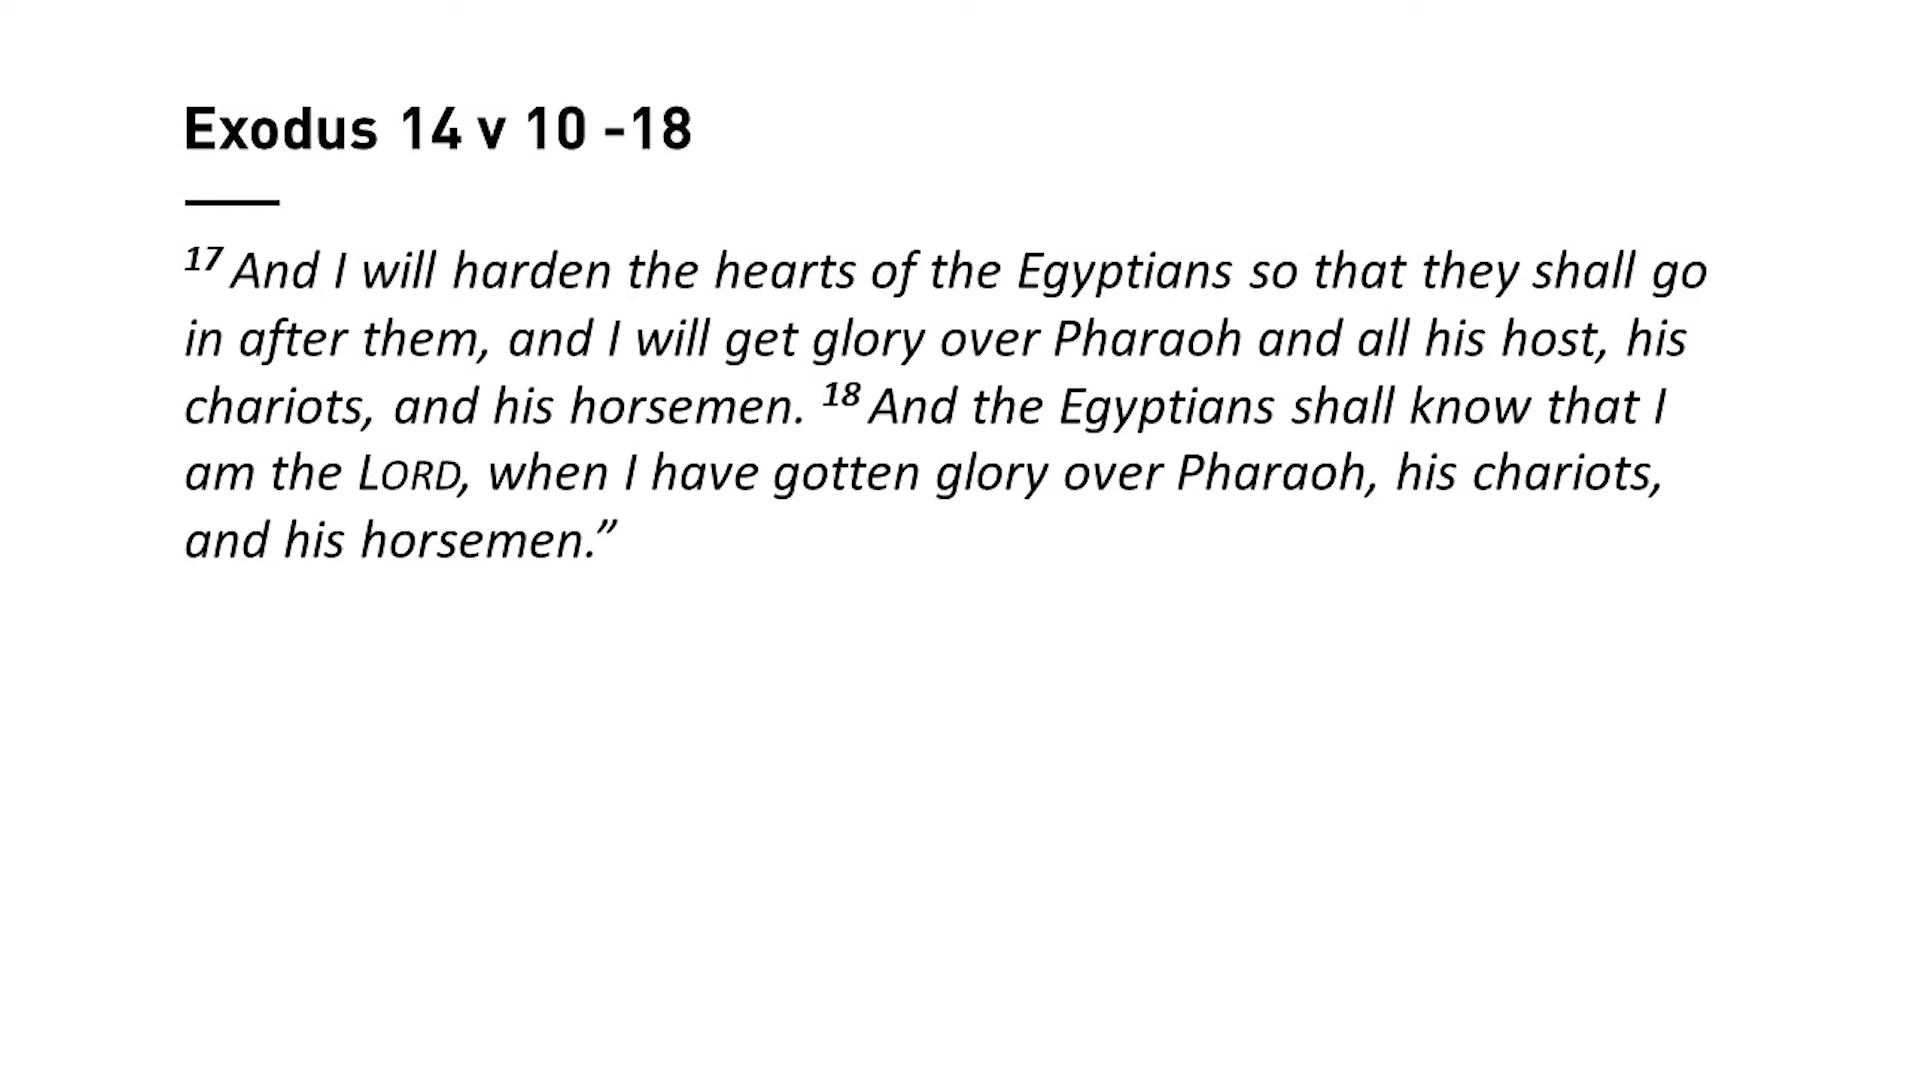 Exodus 14 v 10 -18
17 And I will harden the hearts of the Egyptians so that they shall go
in after them, and I will get glory over Pharaoh and all his host, his
chariots, and his horsemen. 18 And the Egyptians shall know that I
am the LORD, when I have gotten glory over Pharaoh, his chariots,
and his horsemen.”